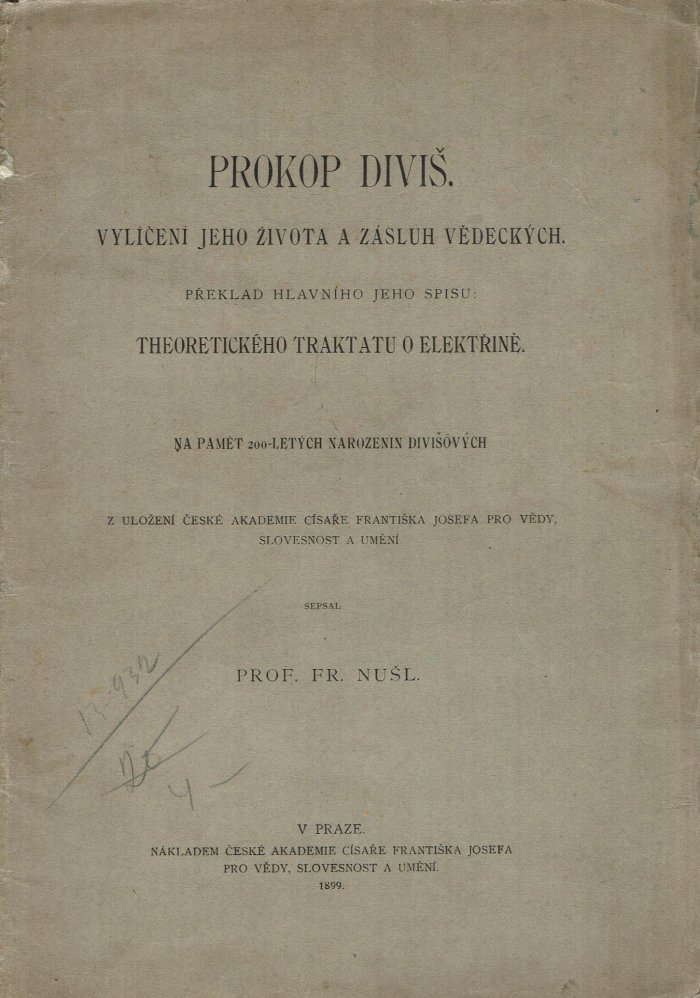 PROKOP DIVIŠ.
VYLÍČENÍ JEHO ŽIVOTA A ZÁSLUH VĚDECKÝCH.
PŘEKLAD HLAVNÍHO JEHO SPISU:
THEORETICKÉHO TRAKTATU O ELEKTŘINĚ.
NA PAMĚT 200-LETÝCH NAROZENIN DIVIŠOVÝCH
Z ULOŽENÍ ČESKÉ AKADEMIE CÍSAŘE FRANTIŠKA JOSEFA PRO VĚDY,
SLOVESNOST A UMĚNÍ
SEPSAL
PROF. FR. NUŠL.
4 —
V PRAZE.
NÁKLADEM ČESKÉ AKADEMIE CÍSAŘE FRANTIŠKA JOSEFA
PRO VĚDY, SLOVESNOST A UMĚNÍ.
1899.